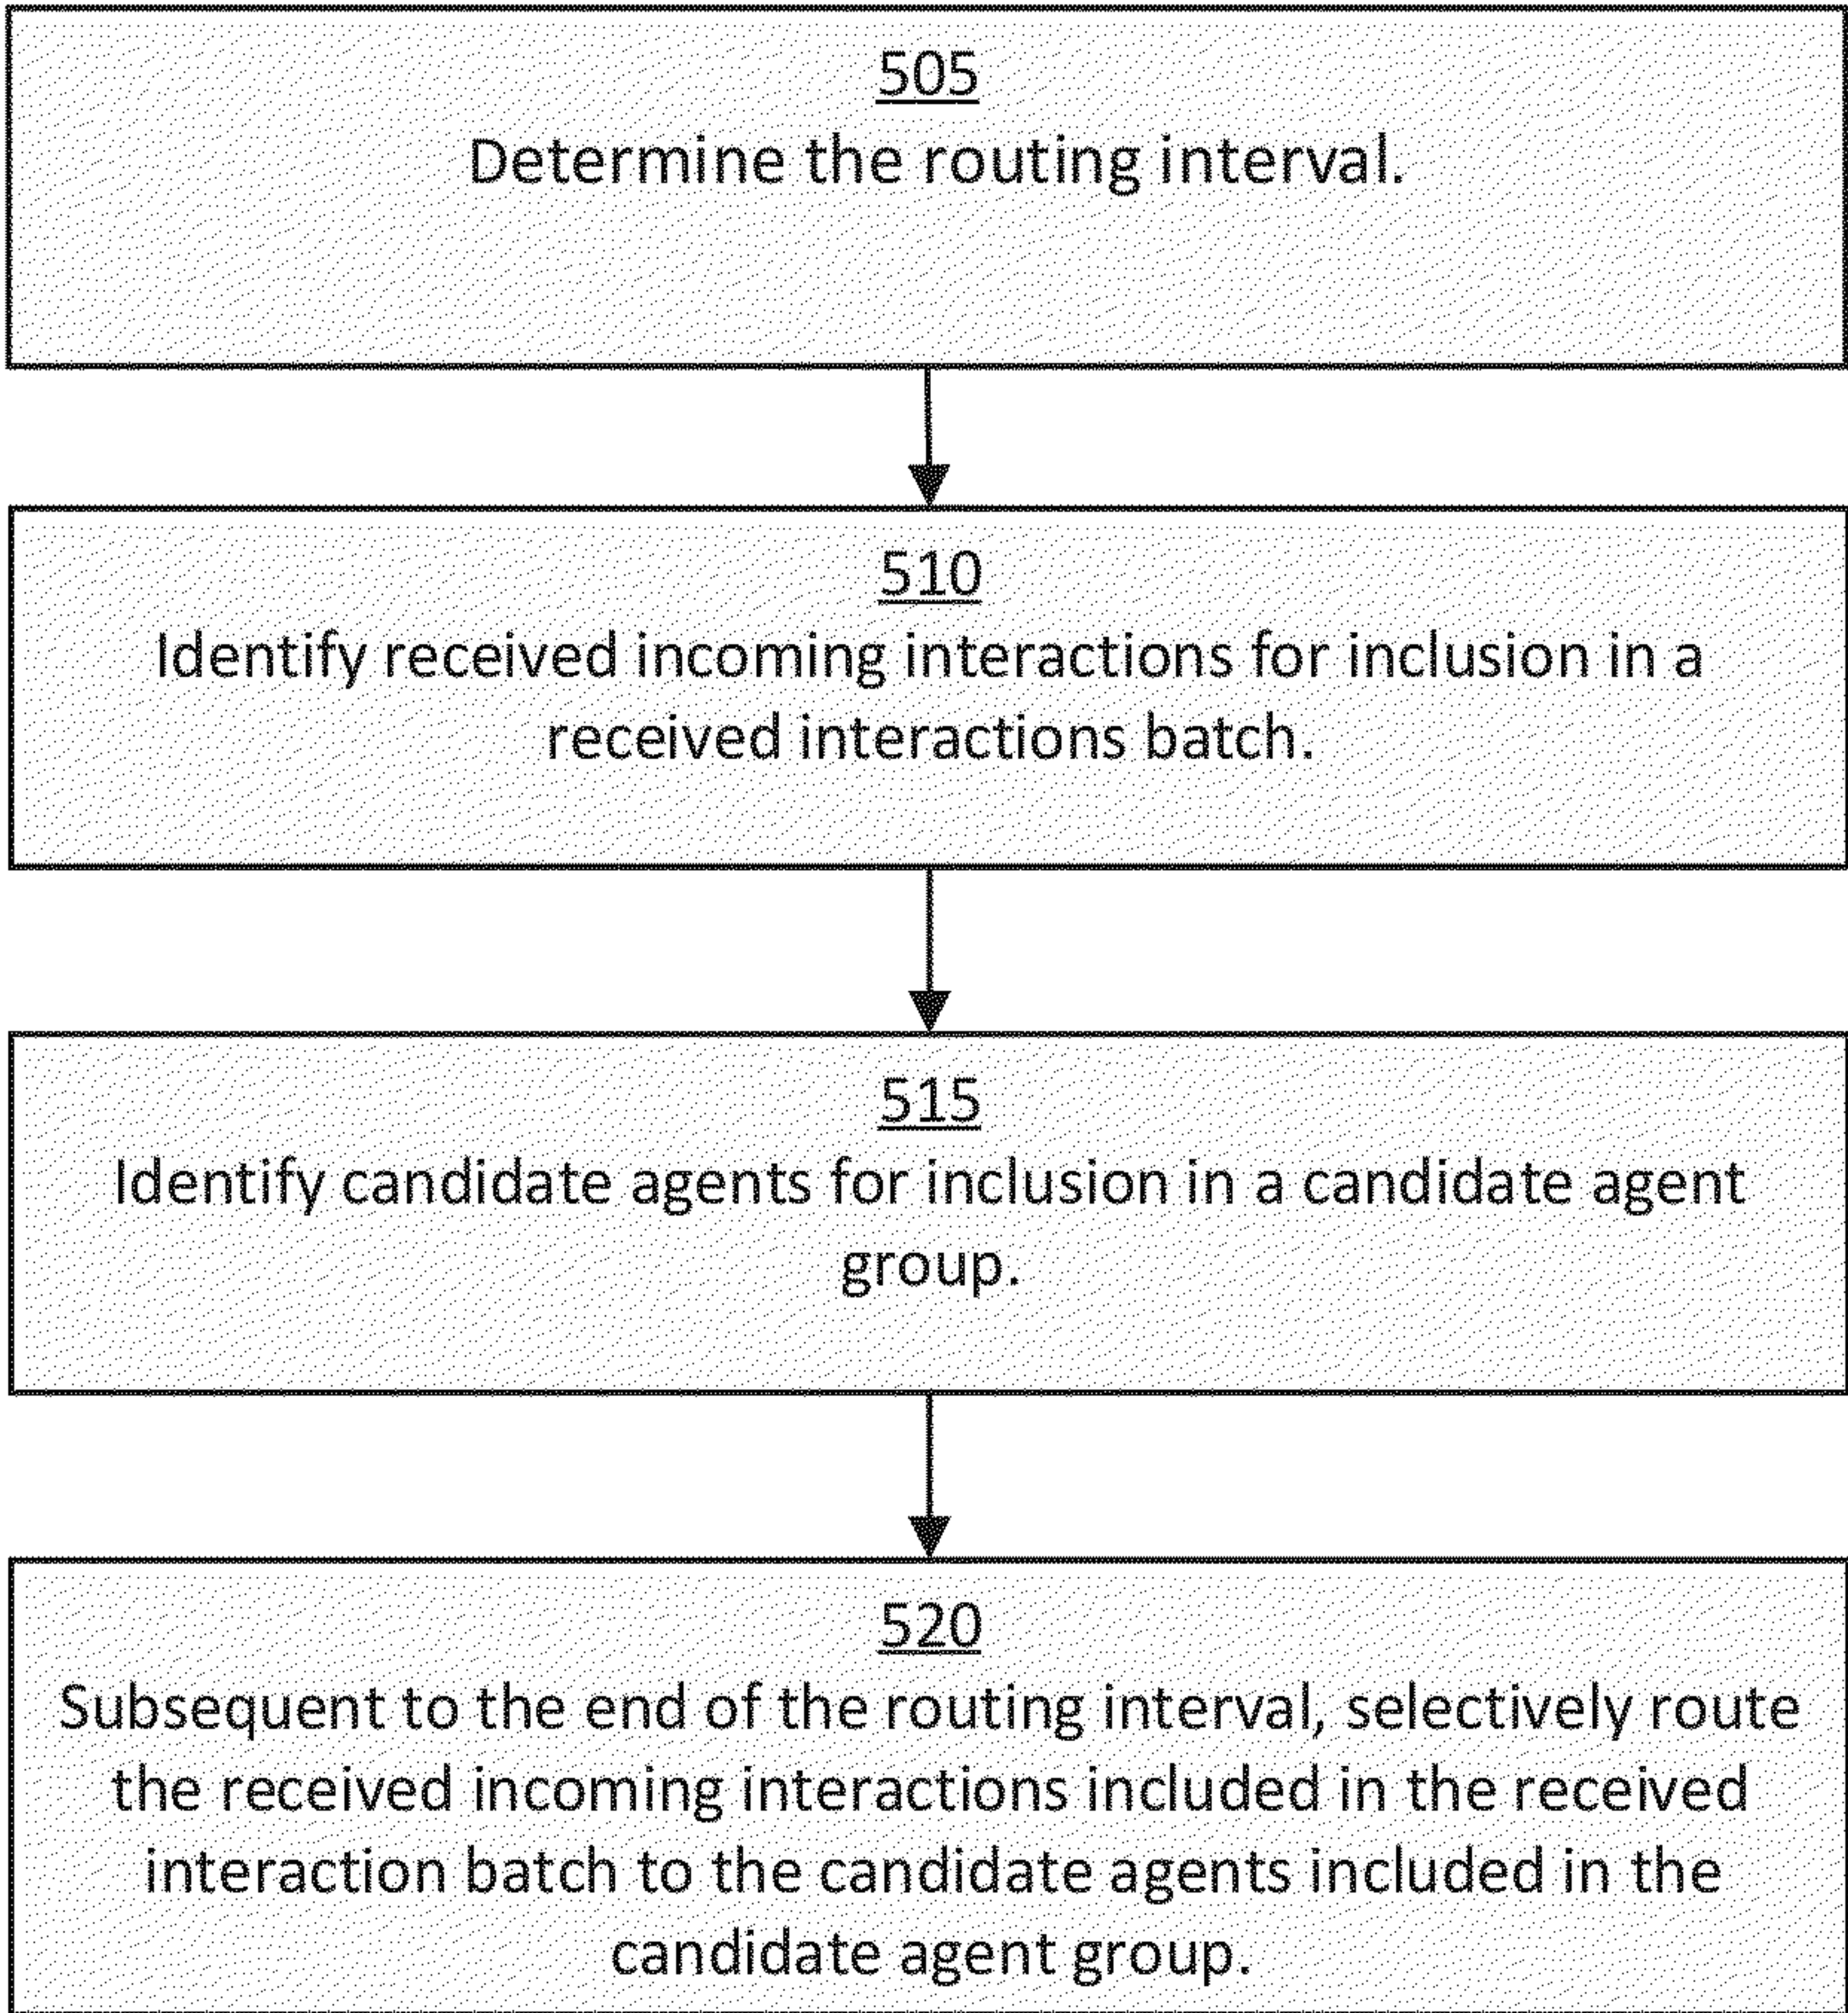 505
Determine the routing interval.
510
Identify received incoming interactions for inclusion in a
received interactions batch.
515
Identify candidate agents for inclusion in a candidate agent
group.
520
Subsequent to the end of the routing interval, selectively route
the received incoming interactions included in the received
interaction batch to the candidate agents included in the
candidate agent group.